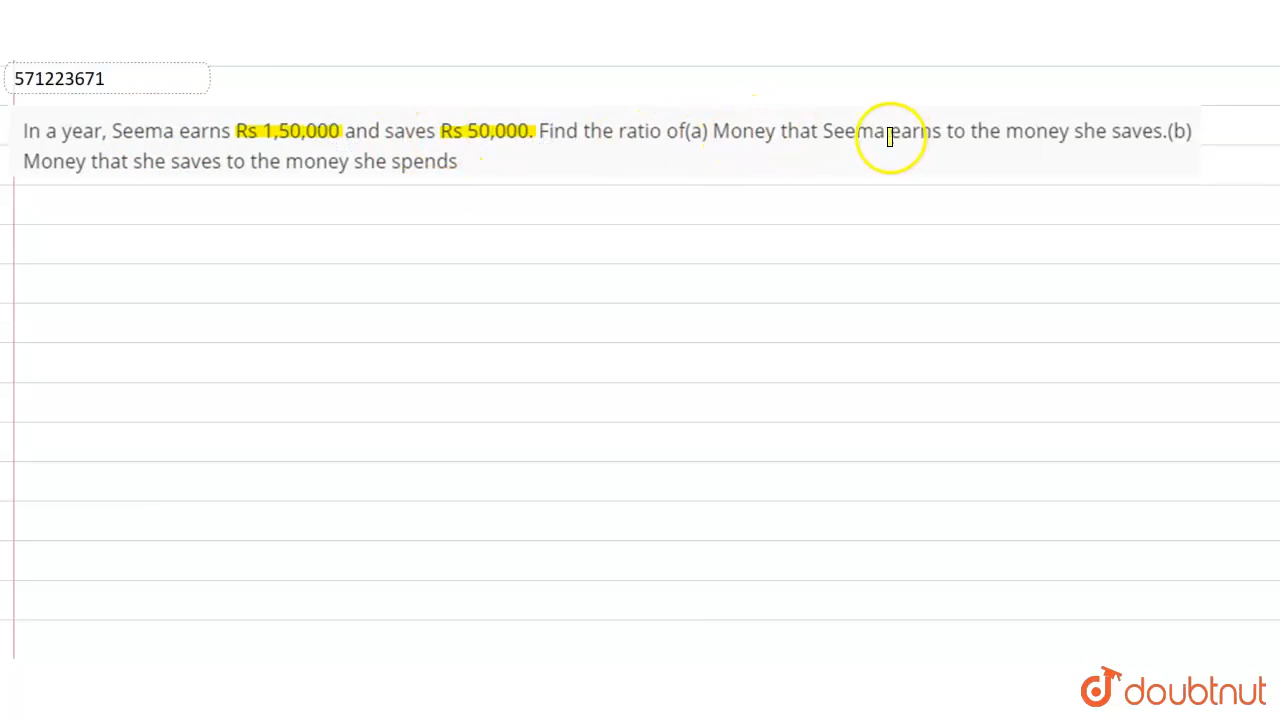 571223671
In a year, Seema earns Rs 1,50,000 and saves Rs 50,000. Find the ratio of(a) Money that Seema earns to the money she saves.(b)
Money that she saves to the money she spends
doubtnut